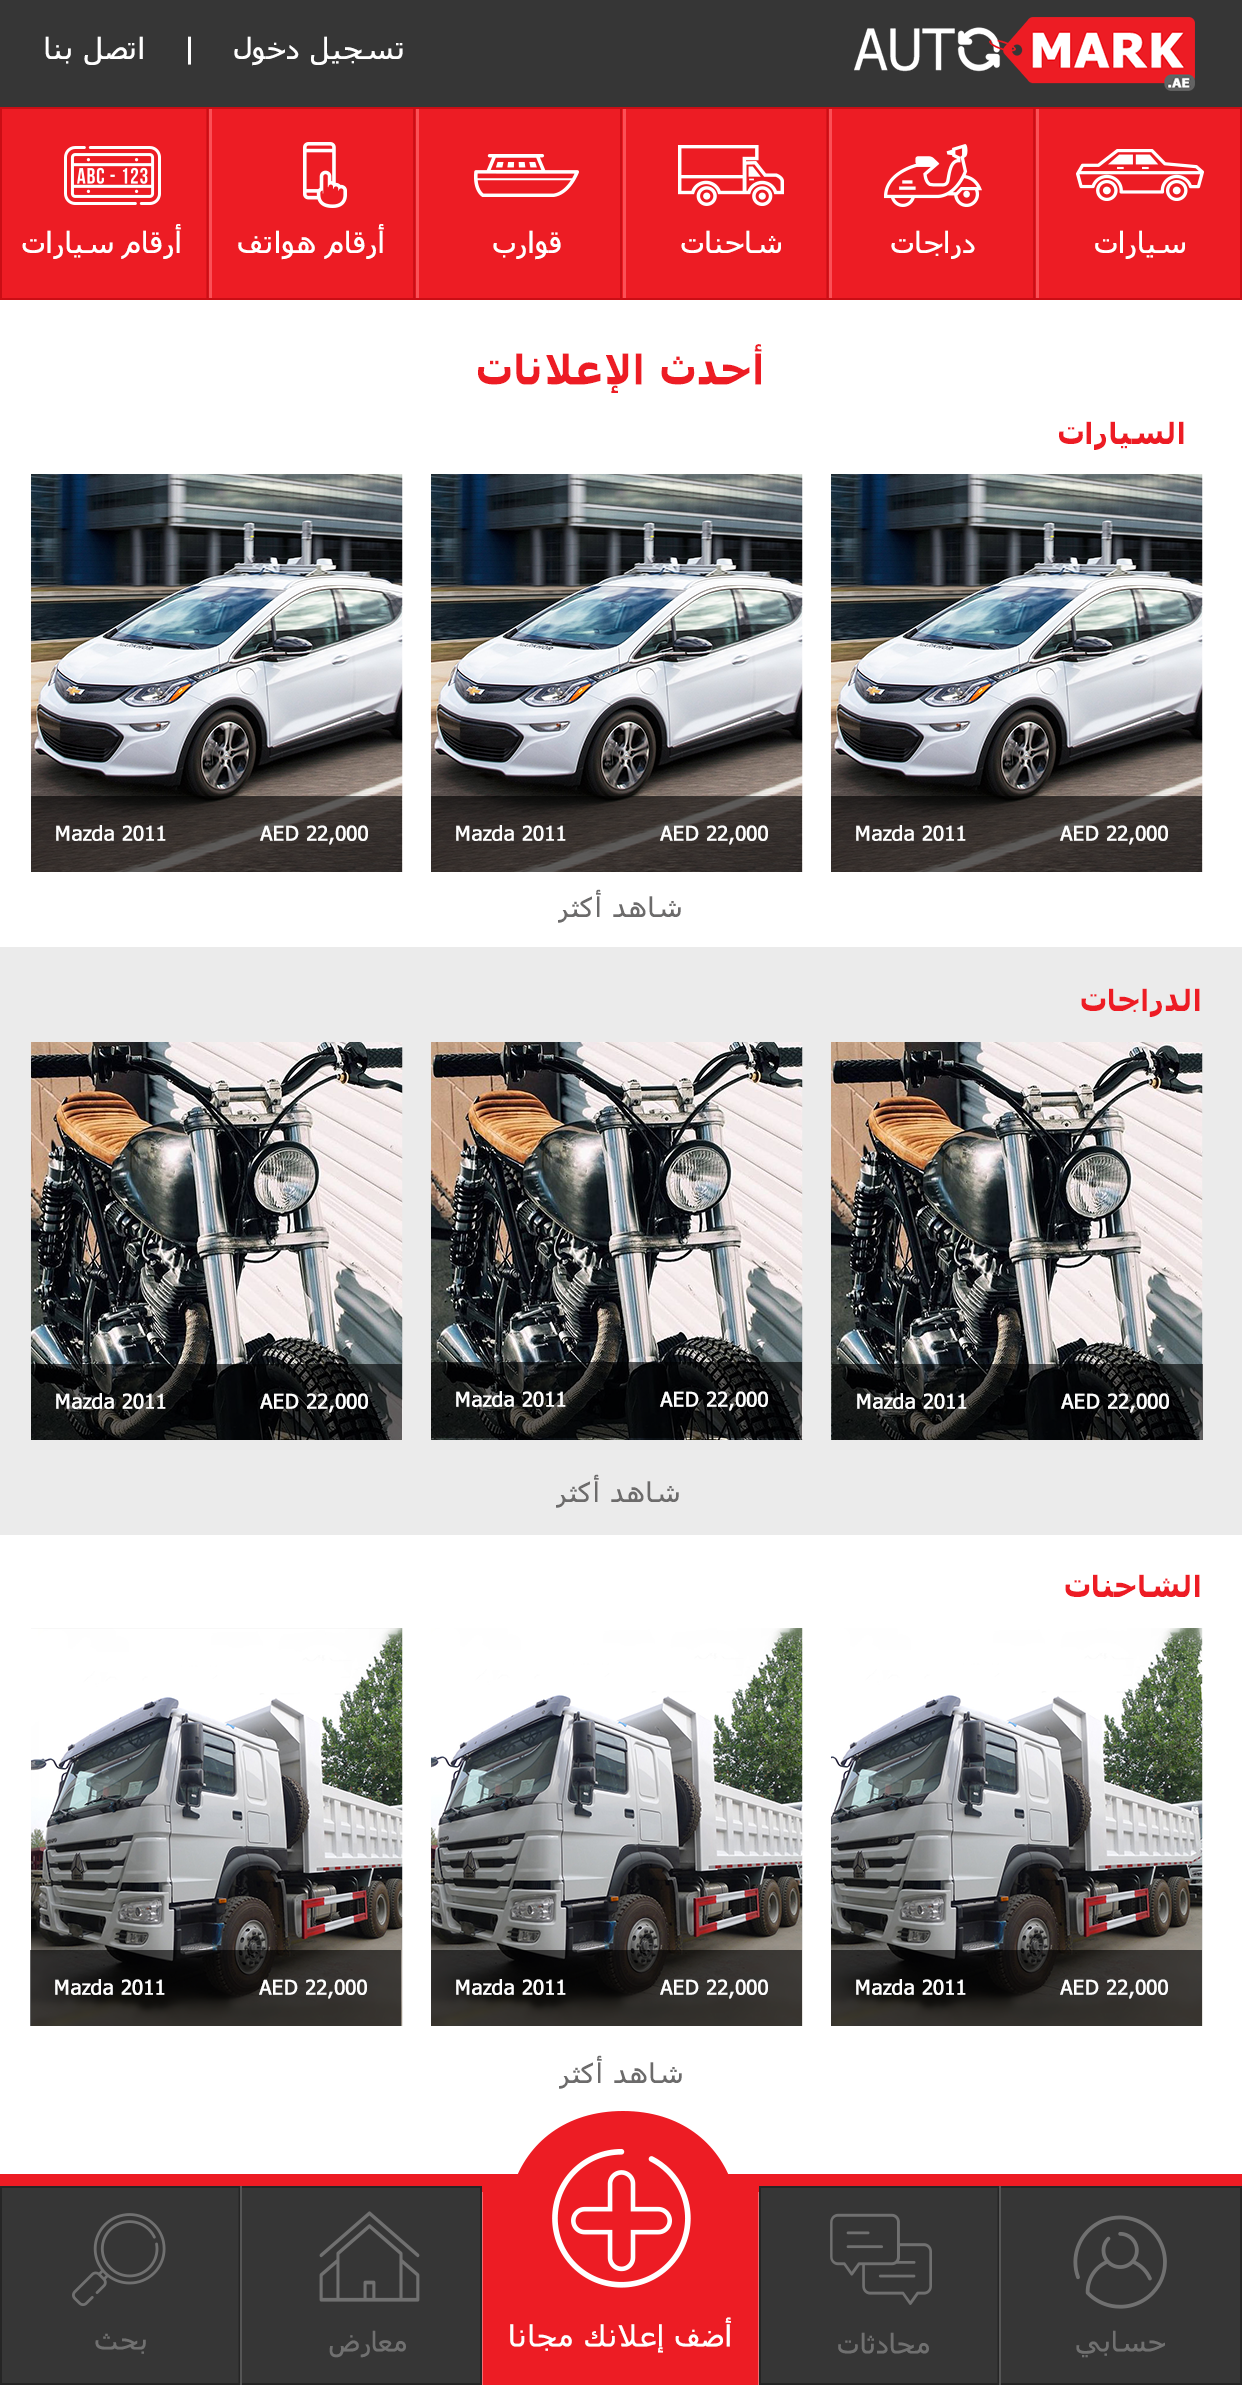 AUTO MARK
.AE
تسجيل دخول | اتصل بنا
سيارات
دراجات
شاحنات
قوارب
أرقام هواتف
ABC - 123
أرقام سيارات
أحدث الإعلانات
السيارات
Mazda 2011 AED 22,000
Mazda 2011 AED 22,000
Mazda 2011 AED 22,000
شاهد أكثر
الدراجات
Mazda 2011 AED 22,000
Mazda 2011 AED 22,000
Mazda 2011 AED 22,000
شاهد أكثر
الشاحنات
Mazda 2011 AED 22,000
Mazda 2011 AED 22,000
Mazda 2011 AED 22,000
شاهد أكثر
حسابي
محادثات
أضف إعلانك مجانا
معارض
بحث